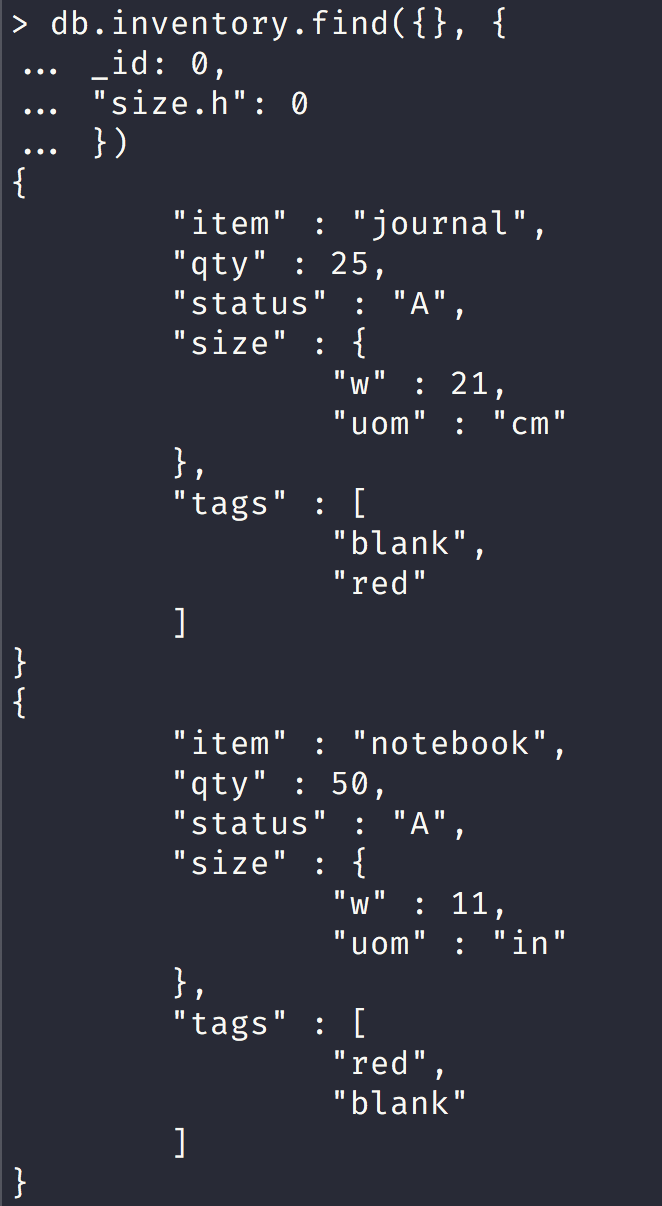 > db.inventory.find({}, {
... _id: 0,
... "size.h": 0
... })
{
        "item" : "journal",
        "qty" : 25,
        "status" : "A",
        "size" : {
                "w" : 21,
                "uom" : "cm"
        },
        "tags" : [
                "blank",
                "red"
        ]
}
{
        "item" : "notebook",
        "qty" : 50,
        "status" : "A",
        "size" : {
                "w" : 11,
                "uom" : "in"
        },
        "tags" : [
                "red",
                "blank"
        ]
}